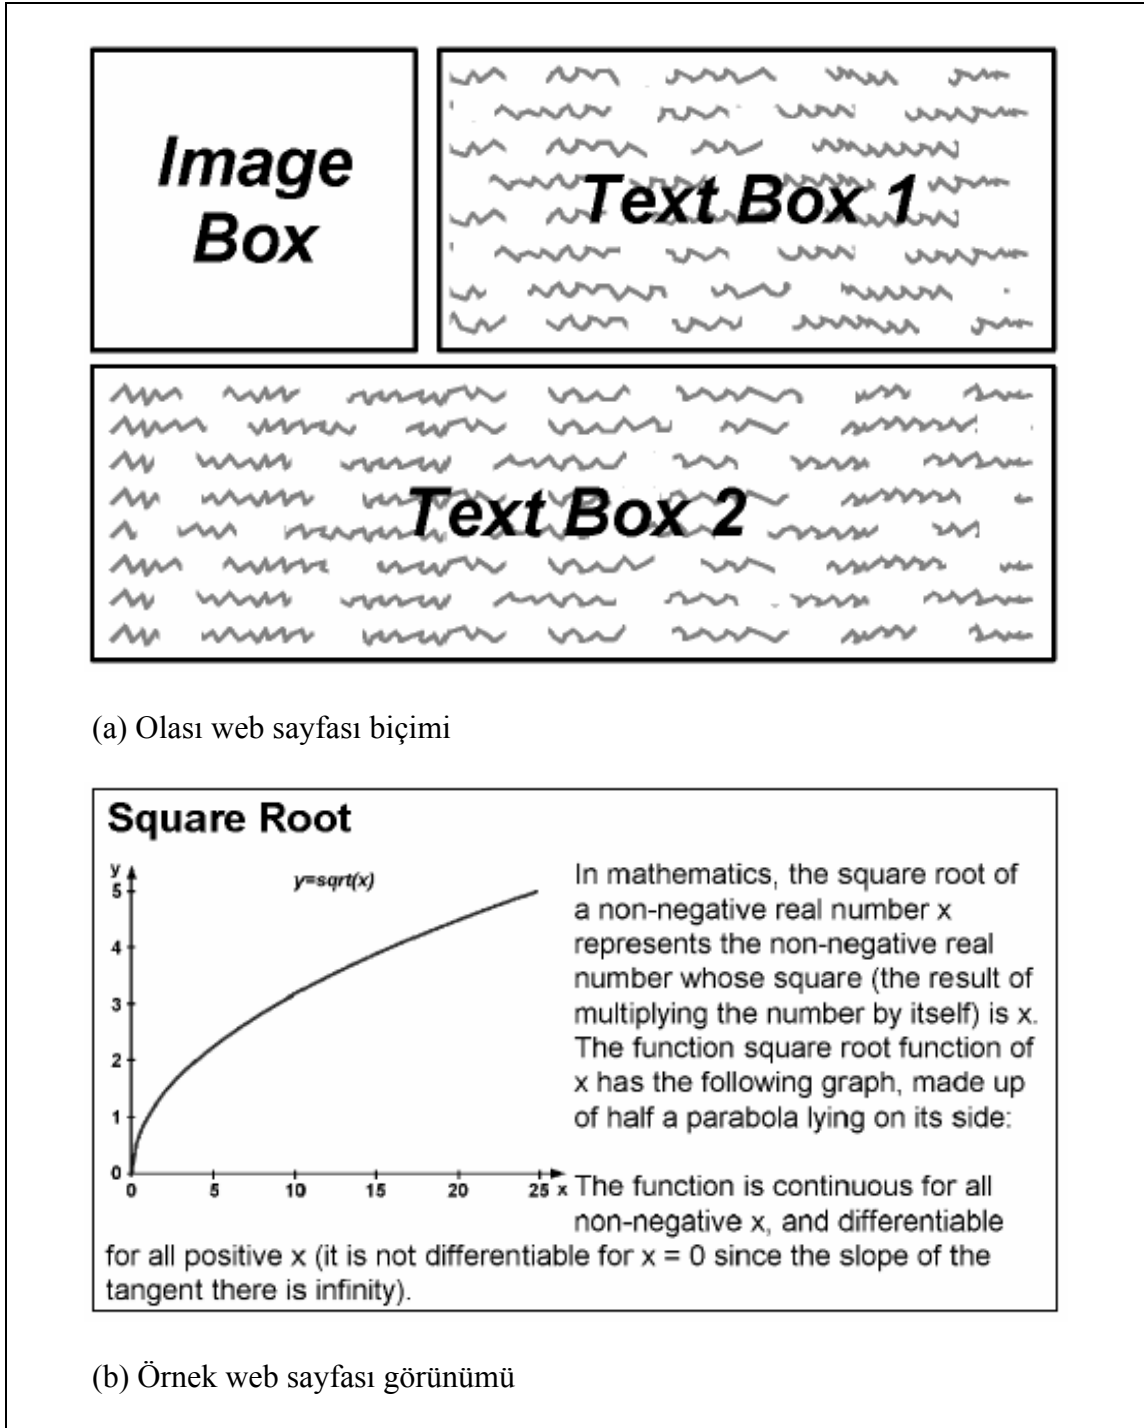 Image
Box
Text Box 1
Text Box 2
(a) Olası web sayfası biçimi
Square Root
y
y=sqrt(x)
5
4
3
2
1
0
0 5 10 15 20 25 x
In mathematics, the square root of
a non-negative real number x
represents the non-negative real
number whose square (the result of
multiplying the number by itself) is x.
The function square root function of
x has the following graph, made up
of half a parabola lying on its side:
The function is continuous for all
non-negative x, and differentiable
for all positive x (it is not differentiable for x = 0 since the slope of the
tangent there is infinity).
(b) Örnek web sayfası görünümü